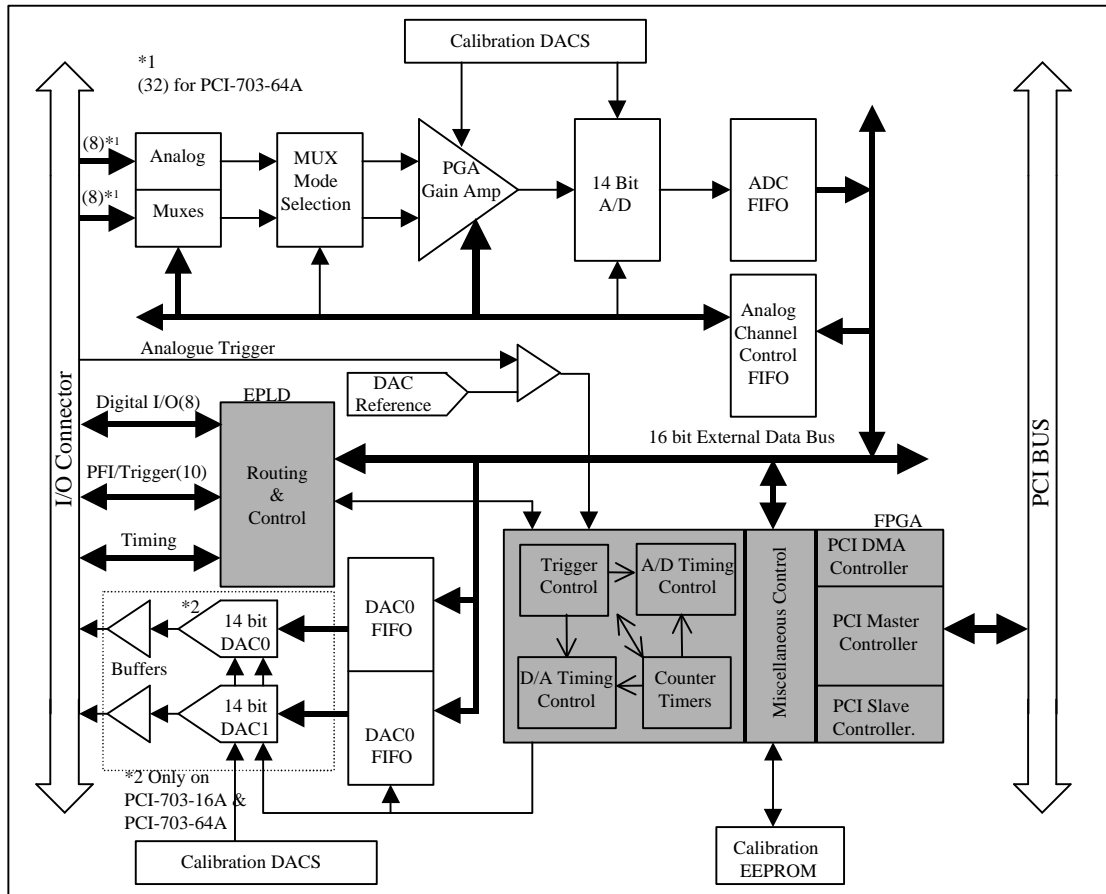 Calibration DACS
*1
(32) for PCI-703-64A
(8)*1
(8)*1
Analog
Muxes
MUX
Mode
Selection
PGA
Gain Amp
14 Bit
A/D
ADC
FIFO
Analog
Channel
Control
FIFO
Analogue Trigger
DAC
Reference
EPLD
Digital I/O(8)
PFI/Trigger(10)
Timing
Routing
&
Control
I/O Connector
PCI BUS
16 bit External Data Bus
FPGA
Trigger
Control
A/D Timing
Control
D/A Timing
Control
Counter
Timers
Miscellaneous Control
PCI DMA
Controller
PCI Master
Controller
PCI Slave
Controller.
*2
14 bit
DAC0
Buffers
14 bit
DAC1
DAC0
FIFO
DAC0
FIFO
*2 Only on
PCI-703-16A &
PCI-703-64A
Calibration DACS
Calibration
EEPROM